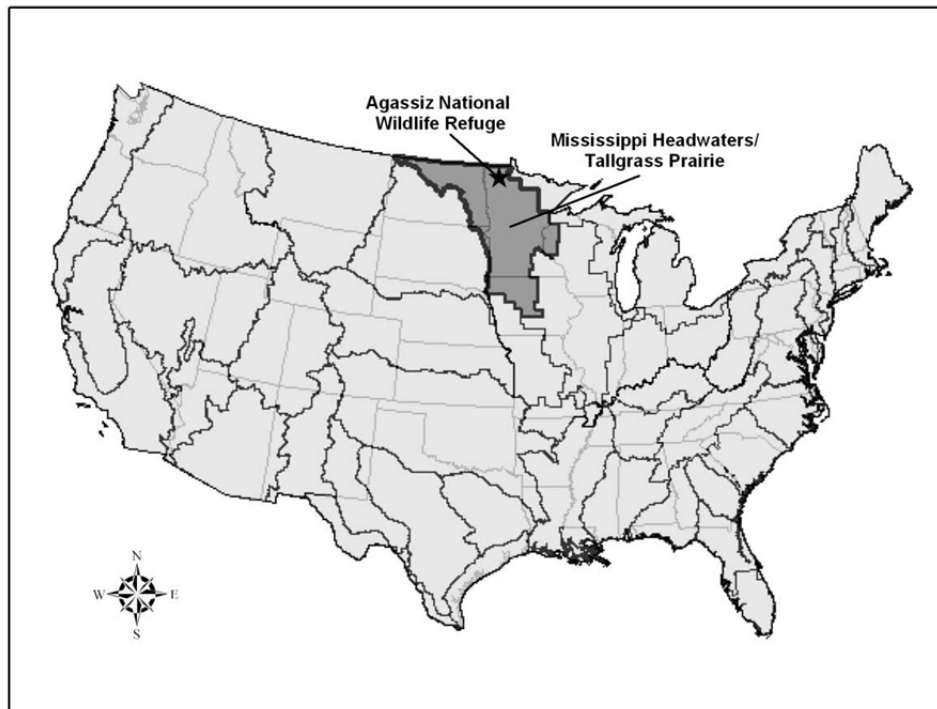 Agassiz National
Wildlife Refuge
Mississippi Headwaters/
Tallgrass Prairie
N
W E
S